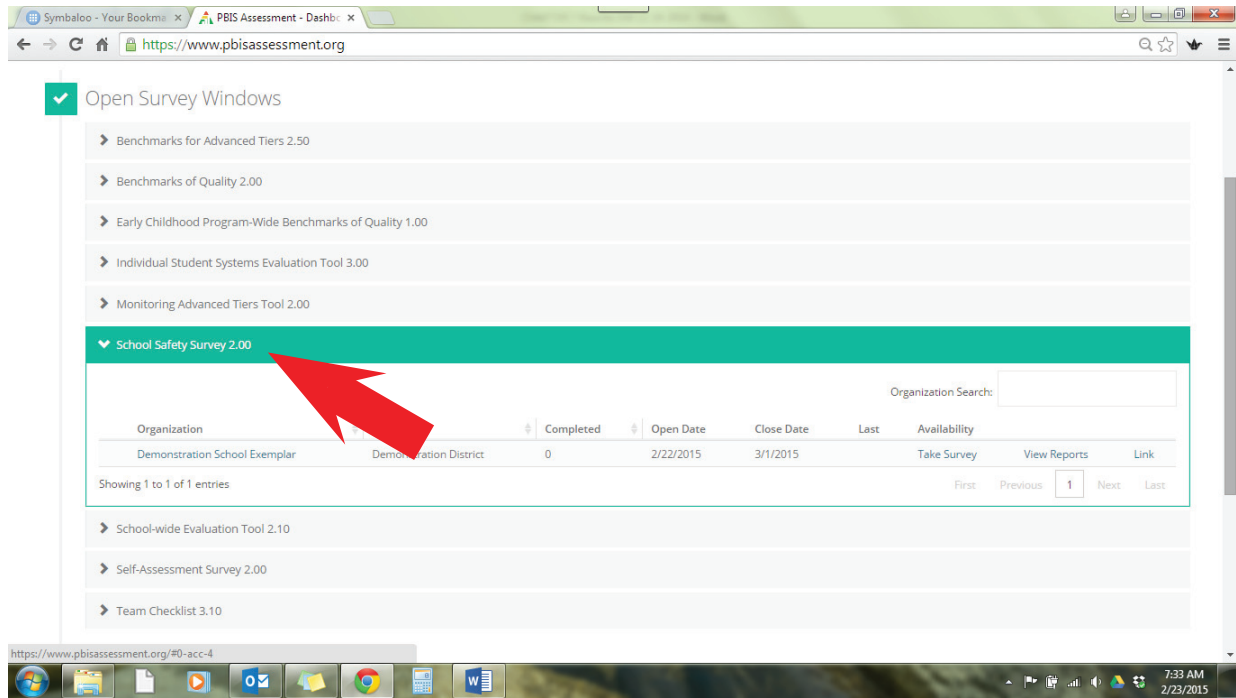 Symbaloo - Your Bookma PBIS Assessment - Dashbc
https://www.pbisassessment.org
Open Survey Windows
Benchmarks for Advanced Tiers 2.50
Benchmarks of Quality 2.00
Early Childhood Program-Wide Benchmarks of Quality 1.00
Individual Student Systems Evaluation Tool 3.00
Monitoring Advanced Tiers Tool 2.00
School Safety Survey 2.00
Organization Search:
Organization Completed Open Date Close Date Last Availability
Demonstration School Exemplar Demonstration District 0 2/22/2015 3/1/2015 Take Survey View Reports Link
Showing 1 to 1 of 1 entries First Previous 1 Next Last
School-wide Evaluation Tool 2.10
Self-Assessment Survey 2.00
Team Checklist 3.10
https://www.pbisassessment.org/#0-acc-4
7:33 AM
2/23/2015